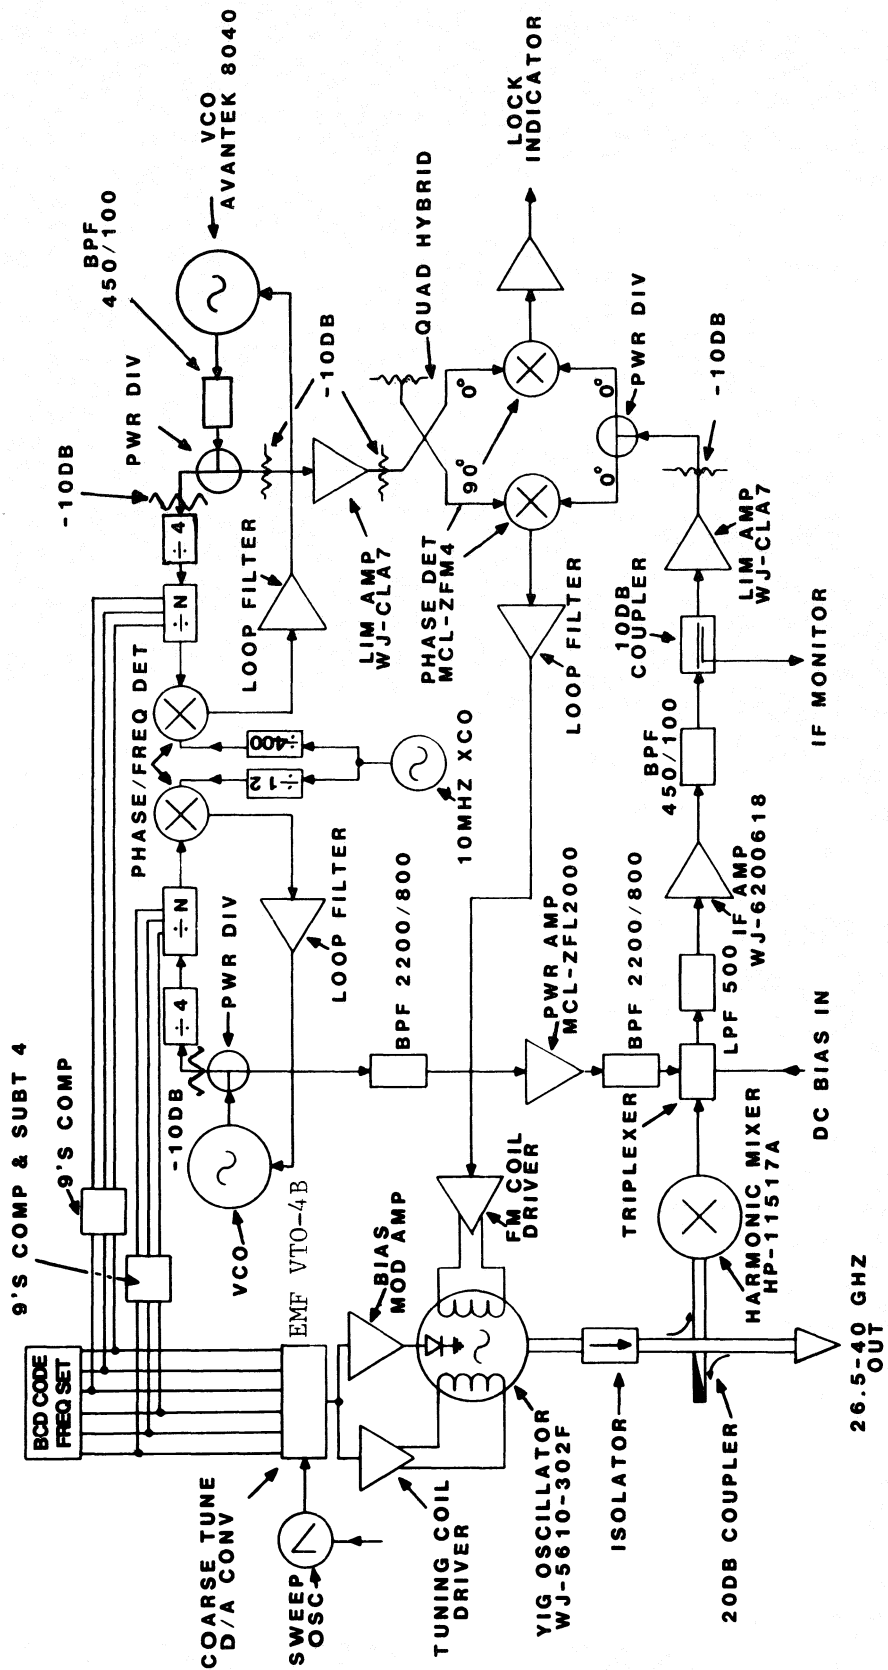 BCD CODE
FREQ SET
9'S COMP & SUBT 4
9'S COMP
COARSE TUNE
D/A CONV
SWEEP
OSC
TUNING COIL
DRIVER
BIAS
MOD AMP
YIG OSCILLATOR
WJ-5610-302F
FM COIL
DRIVER
ISOLATOR
20DB COUPLER
26.5-40 GHZ
OUT
HARMONIC MIXER
HP-11517A
TRIPLEXER
DC BIAS IN
LPF 500
IF AMP
WJ-6200618
BPF
450/100
10DB
COUPLER
IF MONITOR
LIM AMP
WJ-CLA7
-10DB
PWR DIV
0°
0°
VCO
EMF VTO-4B
-10DB
PWR DIV
÷4
÷N
PHASE/FREQ DET
LOOP FILTER
BPF 2200/800
PWR AMP
MCL-ZFL2000
BPF 2200/800
÷12
÷400
10MHZ XCO
÷N
÷4
-10DB
PWR DIV
BPF
450/100
VCO
AVANTEK 8040
LOOP FILTER
-10DB
LIM AMP
WJ-CLA7
QUAD HYBRID
90°
0°
PHASE DET
MCL-ZFM4
LOOP FILTER
LOCK
INDICATOR